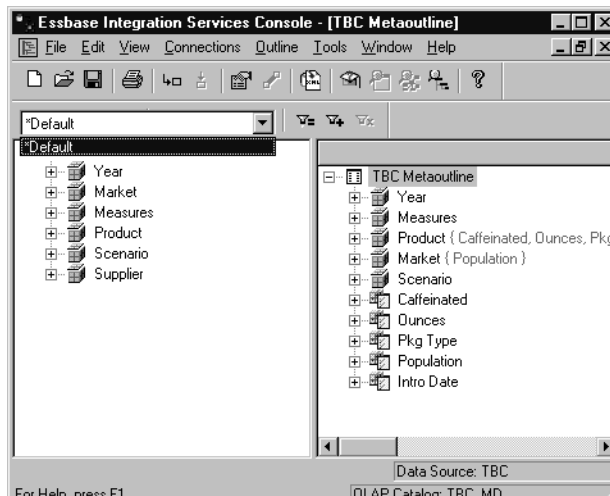 Essbase Integration Services Console - [TBC Metaoutline]
File Edit View Connections Outline Tools Window Help
*Default
*Default
Year
Market
Measures
Product
Scenario
Supplier
TBC Metaoutline
Year
Measures
Product { Caffeinated, Ounces, Pkg
Market { Population }
Scenario
Caffeinated
Ounces
Pkg Type
Population
Intro Date
Data Source: TBC
For Help, press F1
OLAP Catalog: TBC_MD